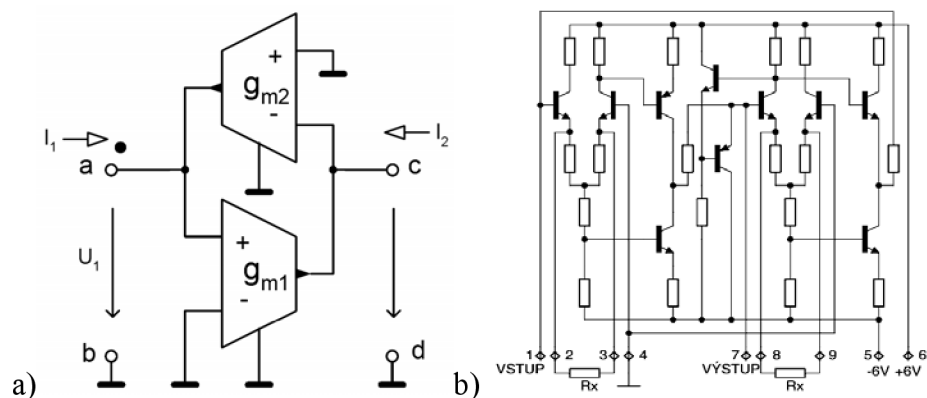 +
gm2
-
I1
I2
a
c
U1
+
gm1
-
b
d
a)
b)
1 2 3 4 7 8 9 5 6
VSTUP VÝSTUP -6V +6V
Rx Rx